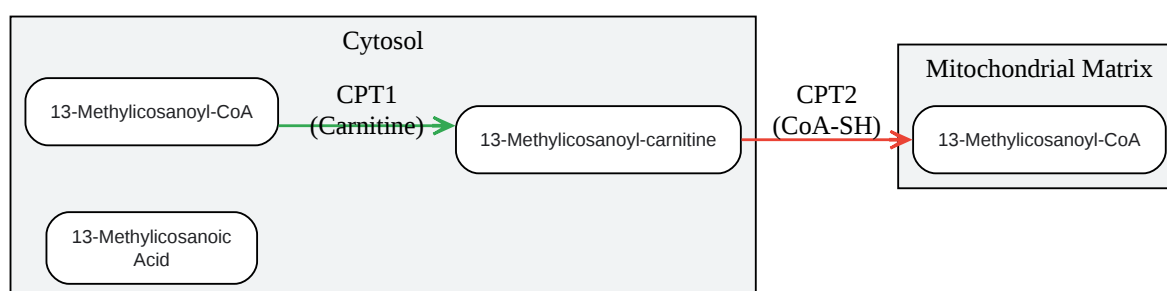 Cytosol
Mitochondrial Matrix
13-Methylicosanoyl-CoA
CPT1
(Carnitine)
13-Methylicosanoyl-carnitine
CPT2
(CoA-SH)
13-Methylicosanoyl-CoA
13-Methylicosanoic
Acid